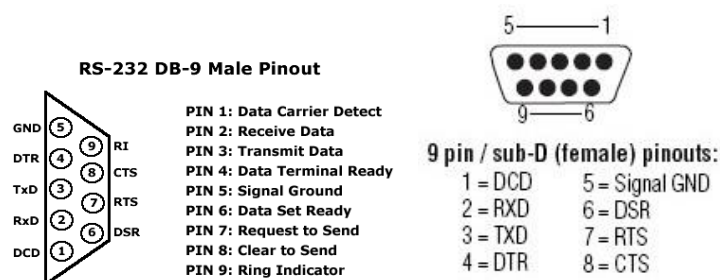 RS-232 DB-9 Male Pinout
GND 5
9 RI
DTR 4
8 CTS
TxD 3
7 RTS
RxD 2
6 DSR
DCD 1
PIN 1: Data Carrier Detect
PIN 2: Receive Data
PIN 3: Transmit Data
PIN 4: Data Terminal Ready
PIN 5: Signal Ground
PIN 6: Data Set Ready
PIN 7: Request to Send
PIN 8: Clear to Send
PIN 9: Ring Indicator
5 1
9 6
9 pin / sub-D (female) pinouts:
1 = DCD 5 = Signal GND
2 = RXD 6 = DSR
3 = TXD 7 = RTS
4 = DTR 8 = CTS